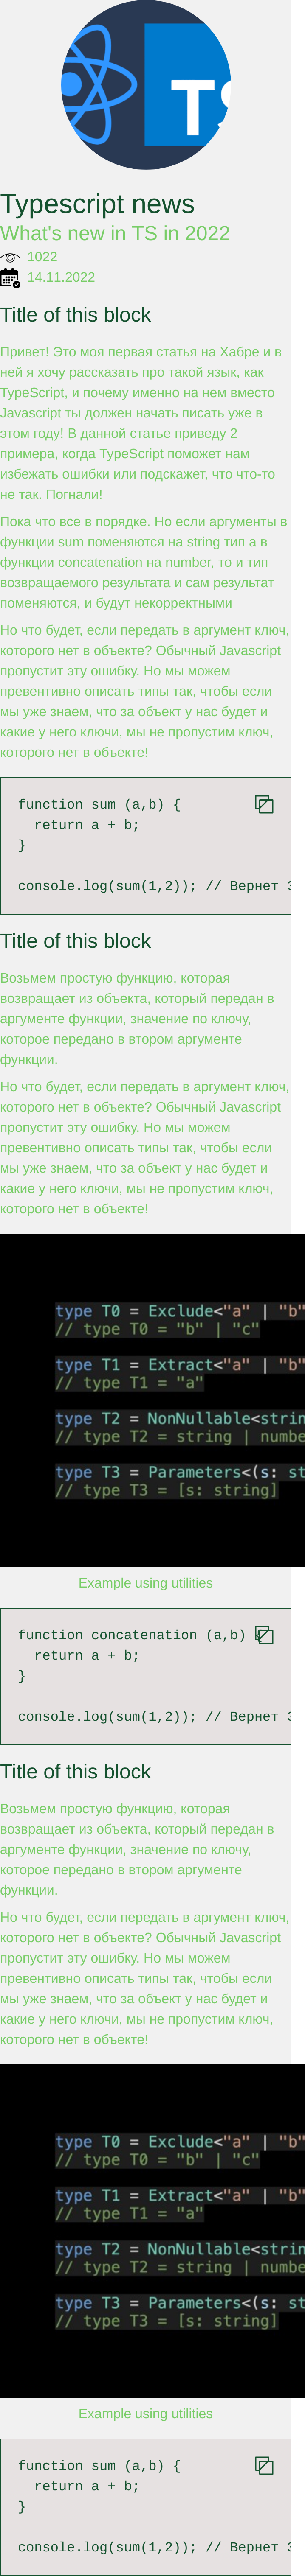 TS
Typescript news
What's new in TS in 2022
1022
14.11.2022
Title of this block
Привет! Это моя первая статья на Хабре и в
ней я хочу рассказать про такой язык, как
TypeScript, и почему именно на нем вместо
Javascript ты должен начать писать уже в
этом году! В данной статье приведу 2
примера, когда TypeScript поможет нам
избежать ошибки или подскажет, что что-то
не так. Погнали!
Пока что все в порядке. Но если аргументы в
функции sum поменяются на string тип а в
функции concatenation на number, то и тип
возвращаемого результата и сам результат
поменяются, и будут некорректными
Но что будет, если передать в аргумент ключ,
которого нет в объекте? Обычный Javascript
пропустит эту ошибку. Но мы можем
превентивно описать типы так, чтобы если
мы уже знаем, что за объект у нас будет и
какие у него ключи, мы не пропустим ключ,
которого нет в объекте!
function sum (a,b) {
return a + b;
}
console.log(sum(1,2)); // Вернет 3
Title of this block
Возьмем простую функцию, которая
возвращает из объекта, который передан в
аргументе функции, значение по ключу,
которое передано в втором аргументе
функции.
Но что будет, если передать в аргумент ключ,
которого нет в объекте? Обычный Javascript
пропустит эту ошибку. Но мы можем
превентивно описать типы так, чтобы если
мы уже знаем, что за объект у нас будет и
какие у него ключи, мы не пропустим ключ,
которого нет в объекте!
type T0 = Exclude<"a" | "b"
// type T0 = "b" | "c"
type T1 = Extract<"a" | "b"
// type T1 = "a"
type T2 = NonNullable<strin
// type T2 = string | numbe
type T3 = Parameters<(s: st
// type T3 = [s: string]
Example using utilities
function concatenation (a,b) {
return a + b;
}
console.log(sum(1,2)); // Вернет 3
Title of this block
Возьмем простую функцию, которая
возвращает из объекта, который передан в
аргументе функции, значение по ключу,
которое передано в втором аргументе
функции.
Но что будет, если передать в аргумент ключ,
которого нет в объекте? Обычный Javascript
пропустит эту ошибку. Но мы можем
превентивно описать типы так, чтобы если
мы уже знаем, что за объект у нас будет и
какие у него ключи, мы не пропустим ключ,
которого нет в объекте!
type T0 = Exclude<"a" | "b"
// type T0 = "b" | "c"
type T1 = Extract<"a" | "b"
// type T1 = "a"
type T2 = NonNullable<strin
// type T2 = string | numbe
type T3 = Parameters<(s: st
// type T3 = [s: string]
Example using utilities
function sum (a,b) {
return a + b;
}
console.log(sum(1,2)); // Вернет 3